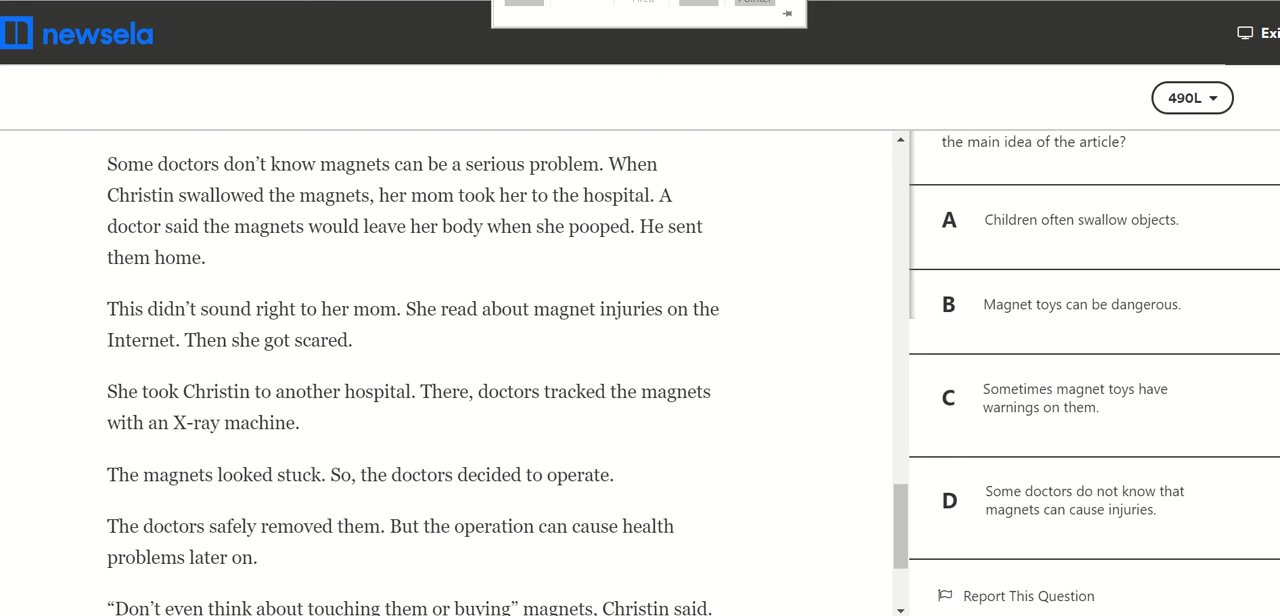 Area
Pointer
newsela
Exi
490L
Some doctors don’t know magnets can be a serious problem. When
Christin swallowed the magnets, her mom took her to the hospital. A
doctor said the magnets would leave her body when she pooped. He sent
them home.
This didn’t sound right to her mom. She read about magnet injuries on the
Internet. Then she got scared.
She took Christin to another hospital. There, doctors tracked the magnets
with an X-ray machine.
The magnets looked stuck. So, the doctors decided to operate.
The doctors safely removed them. But the operation can cause health
problems later on.
“Don’t even think about touching them or buying” magnets, Christin said.
the main idea of the article?
A Children often swallow objects.
B Magnet toys can be dangerous.
C Sometimes magnet toys have
warnings on them.
D Some doctors do not know that
magnets can cause injuries.
Report This Question